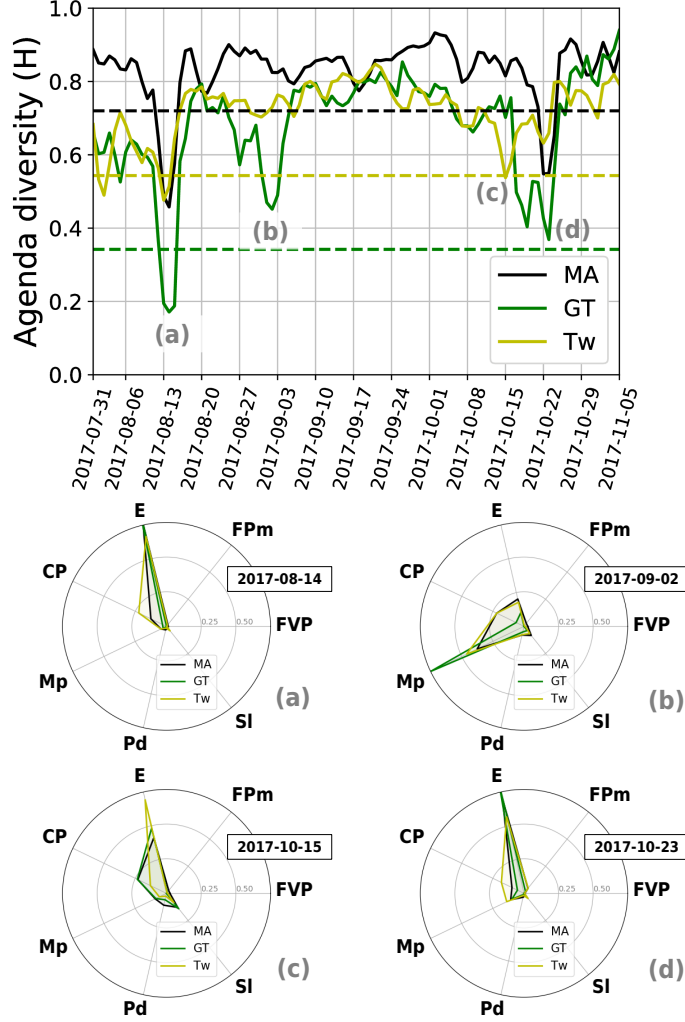 Agenda diversity (H)
1.0
0.8
0.6
0.4
0.2
0.0
(a)
(b)
(c)
(d)
MA
GT
Tw
2017-07-31
2017-08-06
2017-08-13
2017-08-20
2017-08-27
2017-09-03
2017-09-10
2017-09-17
2017-09-24
2017-10-01
2017-10-08
2017-10-15
2017-10-22
2017-10-29
2017-11-05
E
FPm
CP
2017-08-14
0.25 0.50
FVP
Mp
MA
GT
Tw
Pd
Sl
(a)
E
FPm
CP
2017-09-02
0.25 0.50
FVP
Mp
MA
GT
Tw
Pd
Sl
(b)
E
FPm
CP
2017-10-15
0.25 0.50
FVP
Mp
MA
GT
Tw
Pd
Sl
(c)
E
FPm
CP
2017-10-23
0.25 0.50
FVP
Mp
MA
GT
Tw
Pd
Sl
(d)